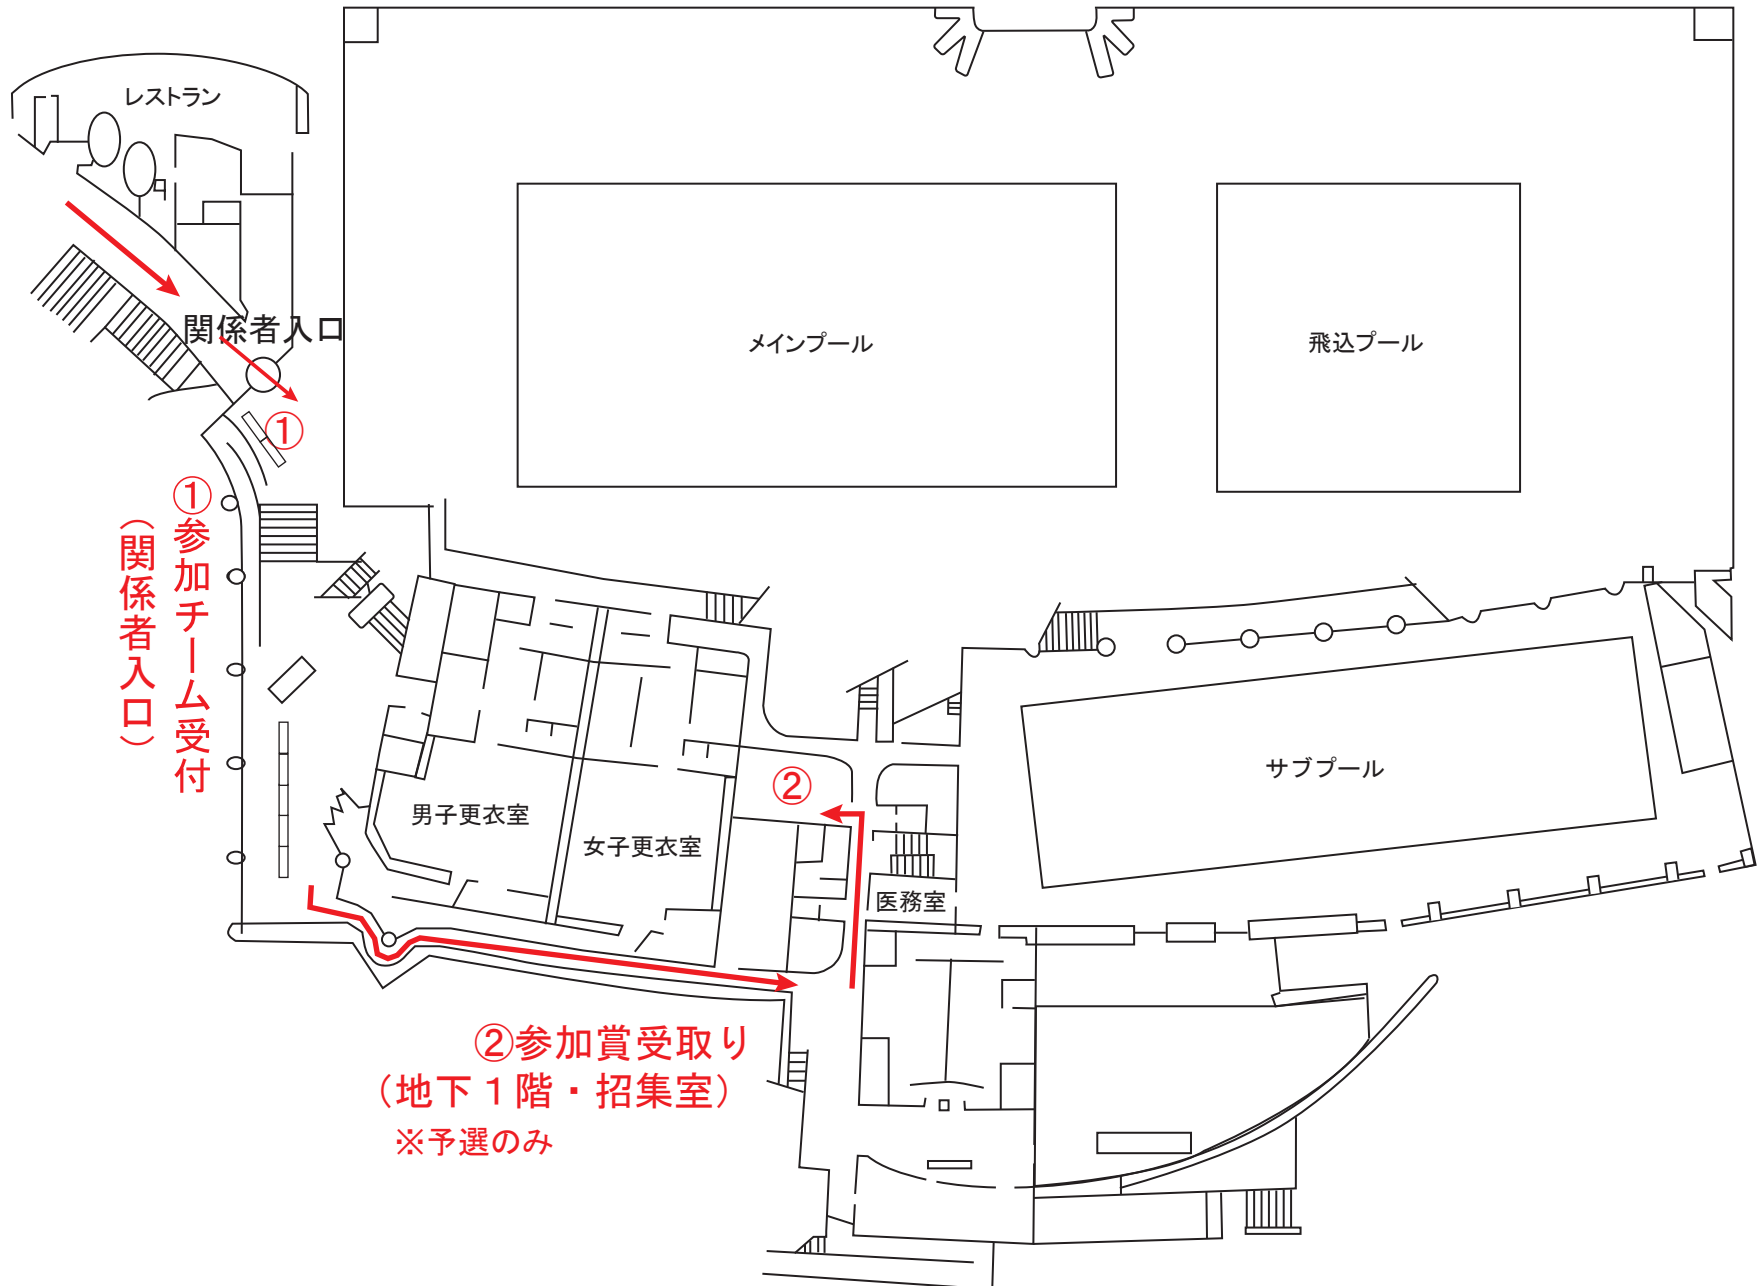 レストラン
関係者入口
①
メインプール
飛込プール
①参加チーム受付
（関係者入口）
②
サブプール
男子更衣室
女子更衣室
医務室
②参加賞受取り
（地下１階・招集室）
※予選のみ